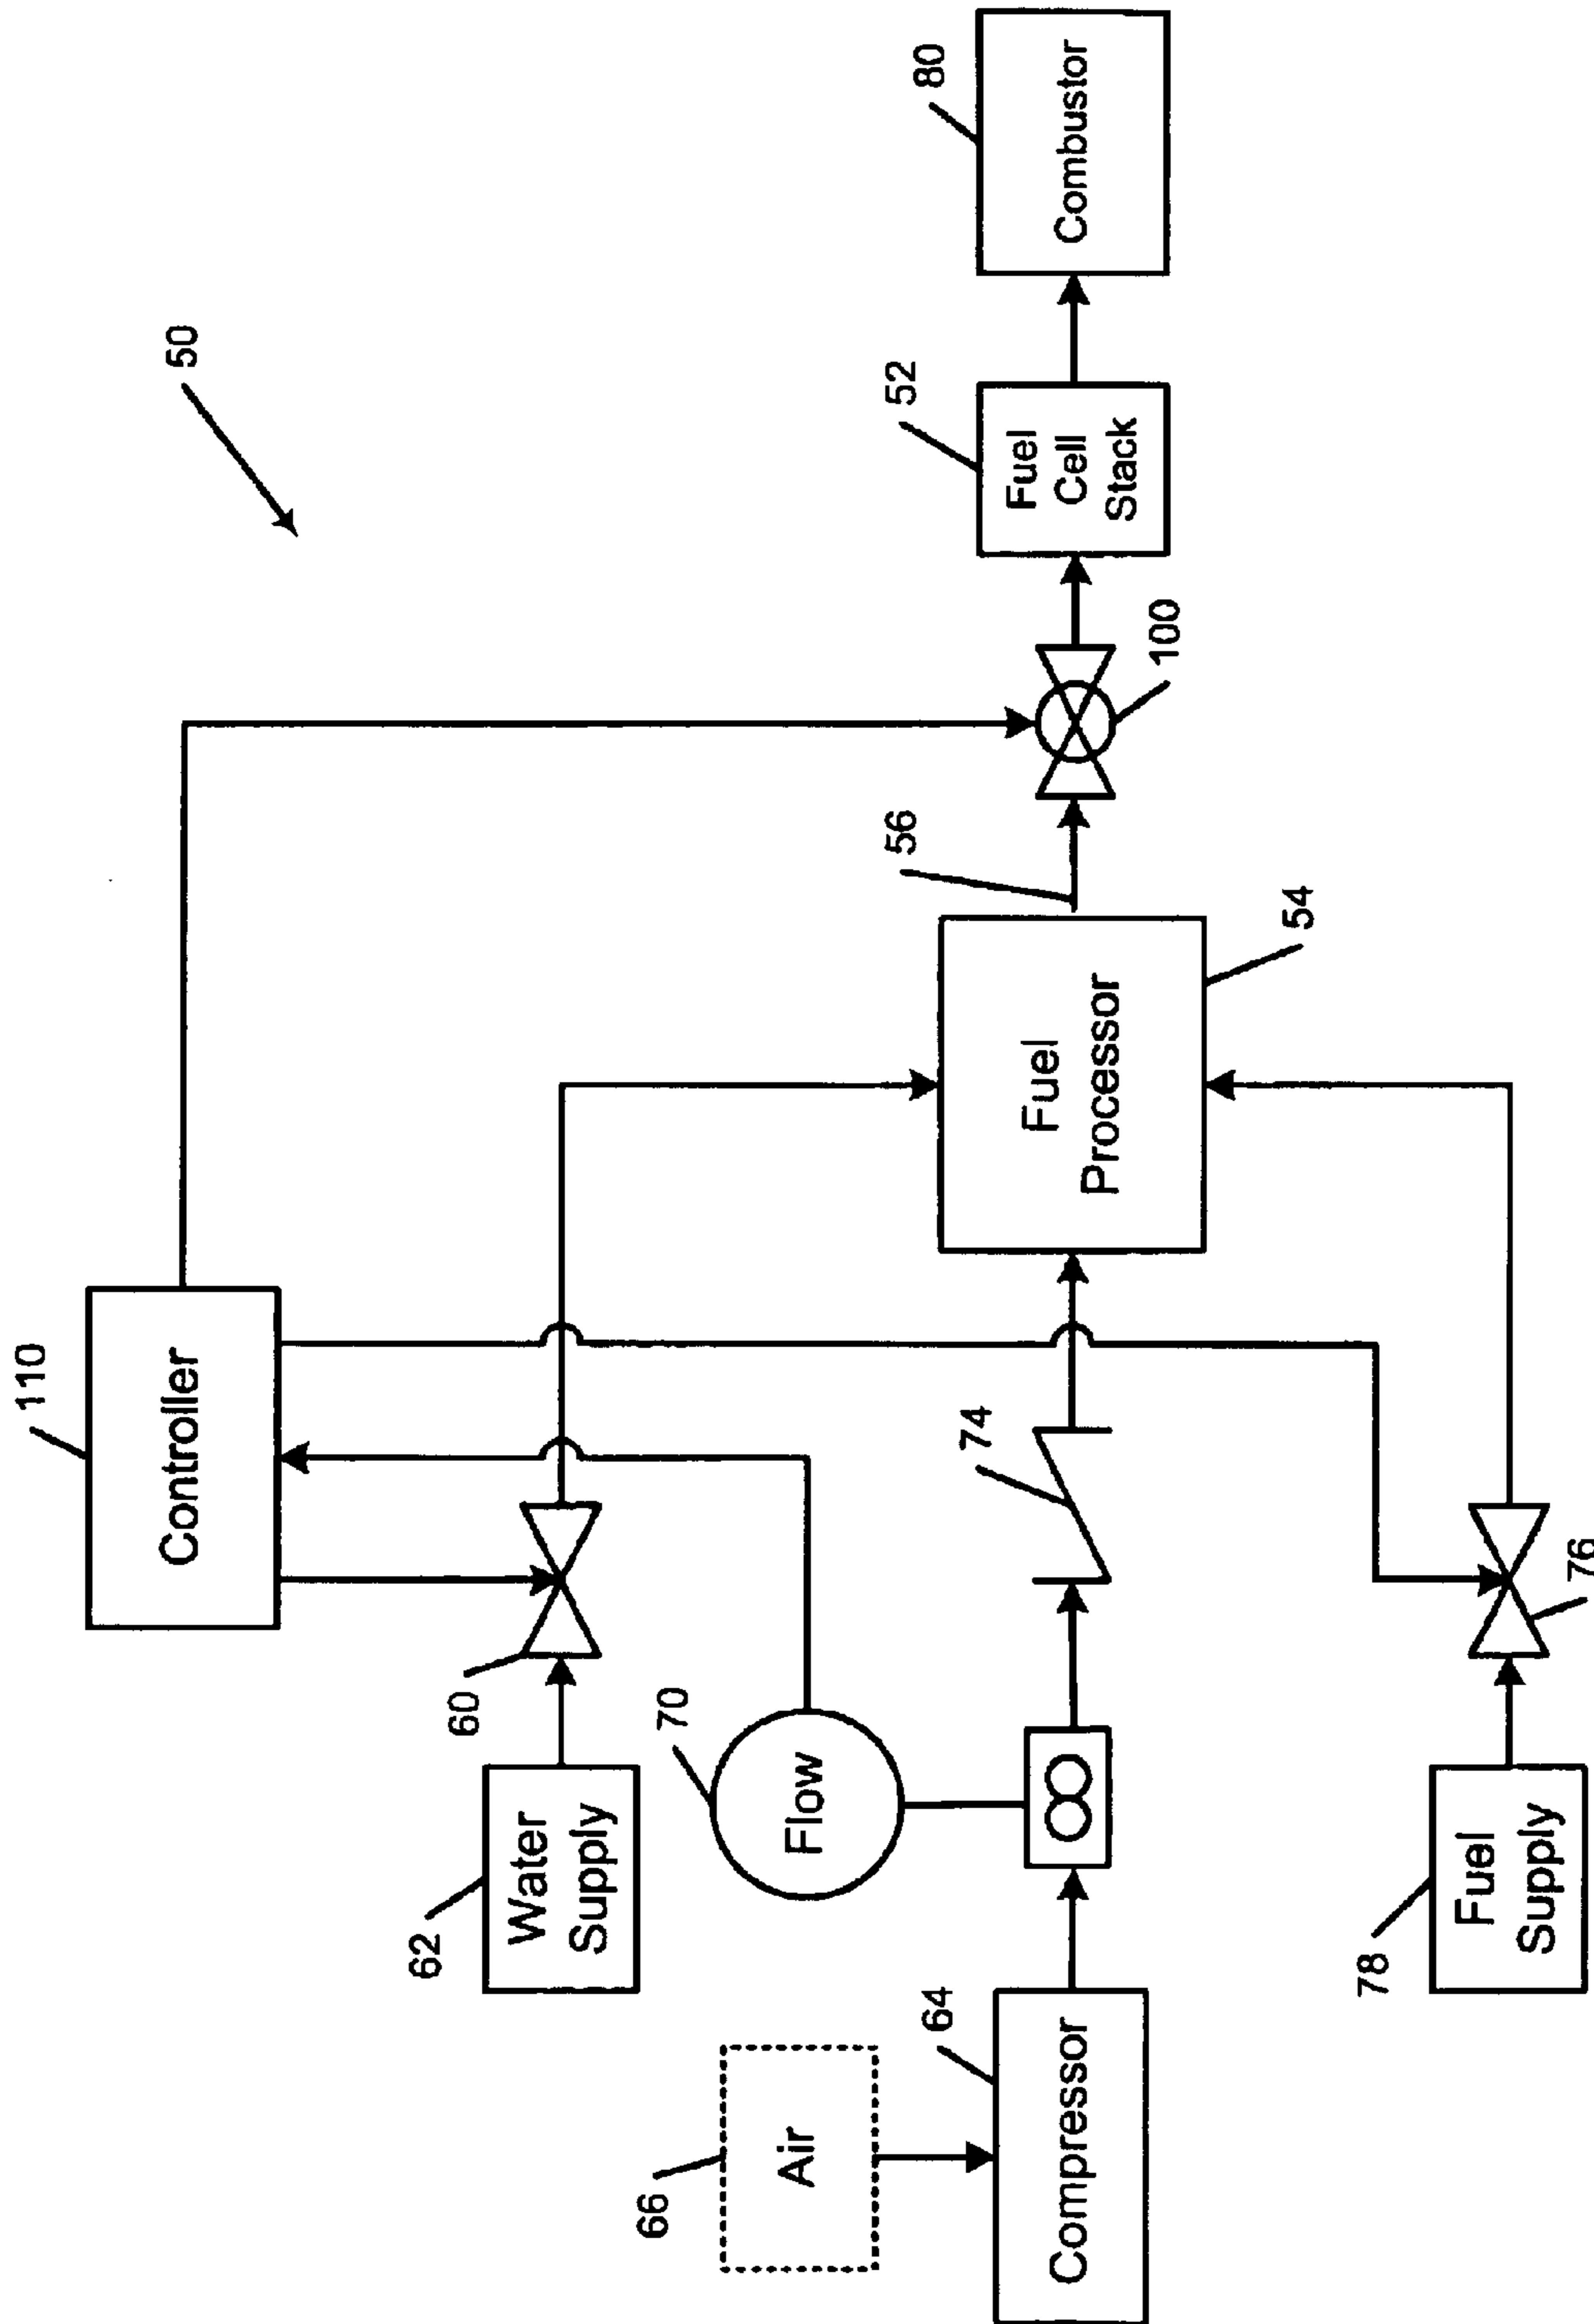 50
110
Controller
60
62
Water
Supply
70
Flow
66
Air
64
Compressor
74
Fuel
Processor
54
56
100
52
Fuel
Cell
Stack
80
Combustor
76
78
Fuel
Supply